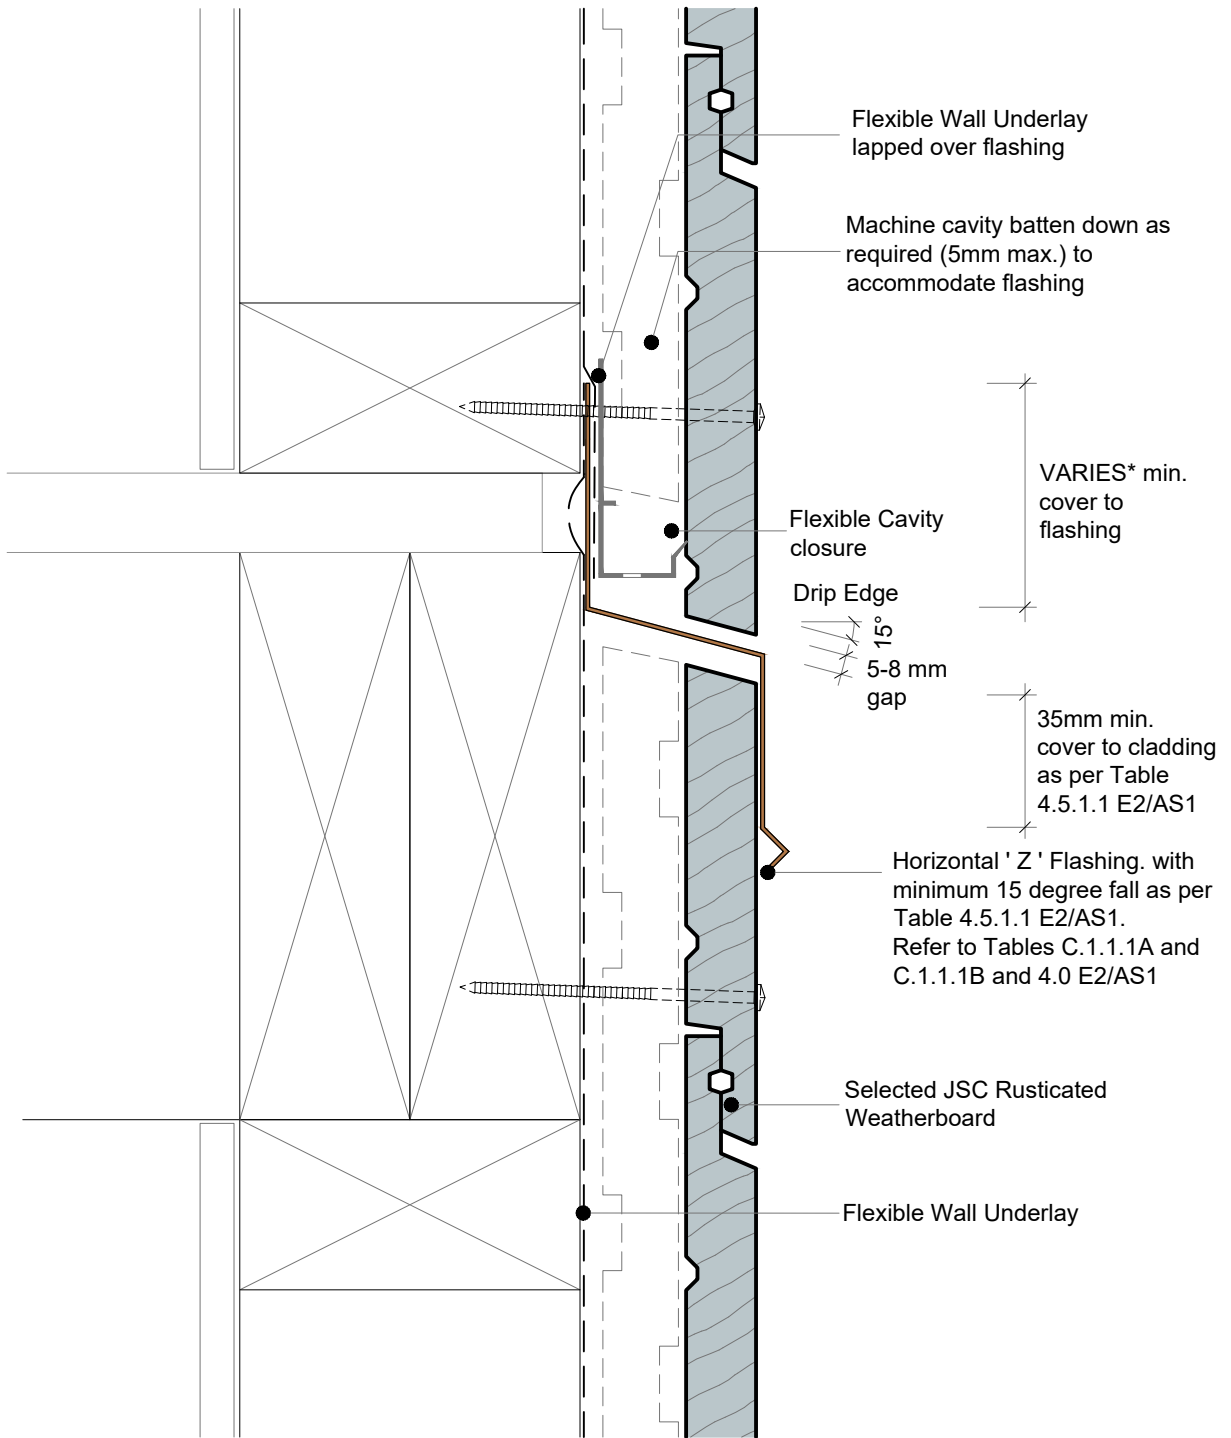 Flexible Wall Underlay
lapped over flashing
Machine cavity batten down as
required (5mm max.) to
accommodate flashing
VARIES* min.
cover to
flashing
Flexible Cavity
closure
Drip Edge
15°
5-8 mm
gap
35mm min.
cover to cladding
as per Table
4.5.1.1 E2/AS1
Horizontal ' Z ' Flashing. with
minimum 15 degree fall as per
Table 4.5.1.1 E2/AS1.
Refer to Tables C.1.1.1A and
C.1.1.1B and 4.0 E2/AS1
Selected JSC Rusticated
Weatherboard
Flexible Wall Underlay